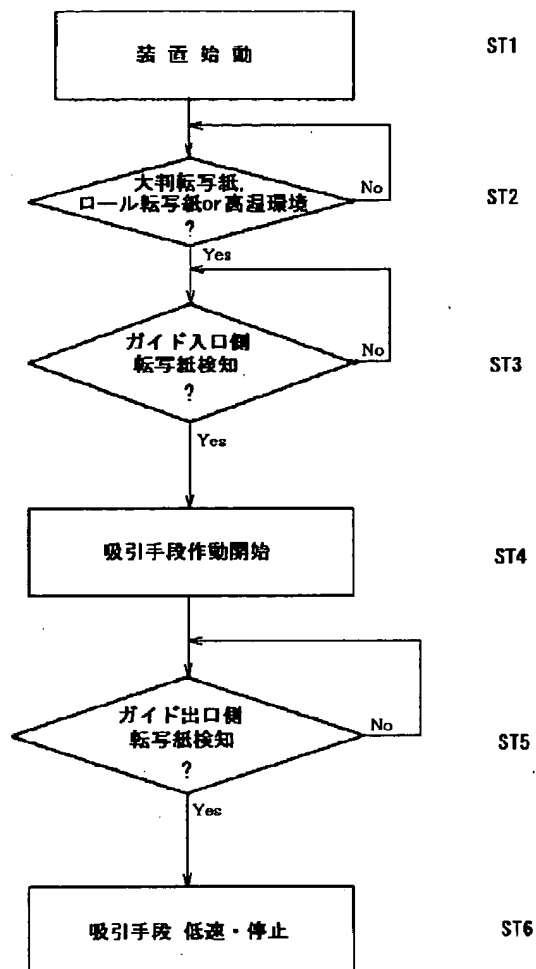 装置始動
ST1
大判転写紙,
ロール転写紙or高湿環境
?
No
ST2
Yes
ガイド入口側
転写紙検知
?
No
ST3
Yes
吸引手段作動開始
ST4
ガイド出口側
転写紙検知
?
No
ST5
Yes
吸引手段 低速・停止
ST6